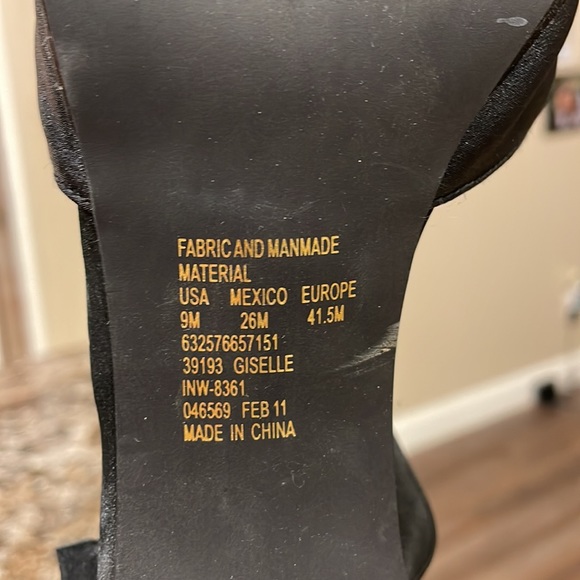 FABRIC AND MANMADE
MATERIAL
USA MEXICO EUROPE
9M 26M 41.5M
632576657151
39193 GISELLE
INW-8361
046569 FEB 11
MADE IN CHINA